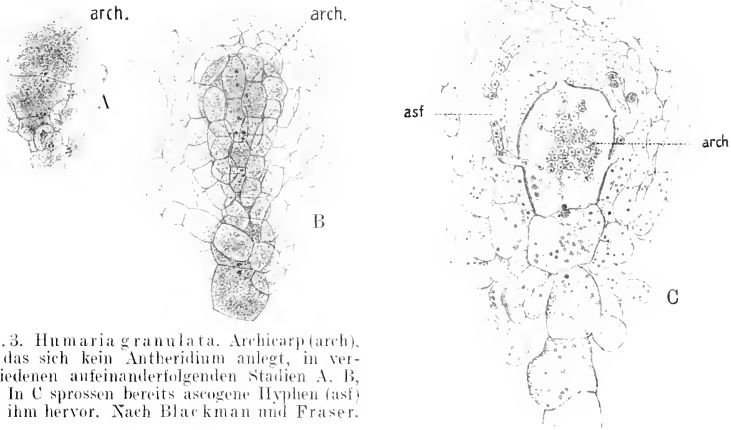 arch.
arch.
A
B
asf
arch
C
. 3. Humaria granulata. Archicarp (arch),
das sich kein Antheridium anlegt, in ver-
iedenen aufeinanderfolgenden Stadien A, B,
In C sprossen bereits ascogene Hyphen (asf)
ihm hervor. Nach Blackman und Fraser.